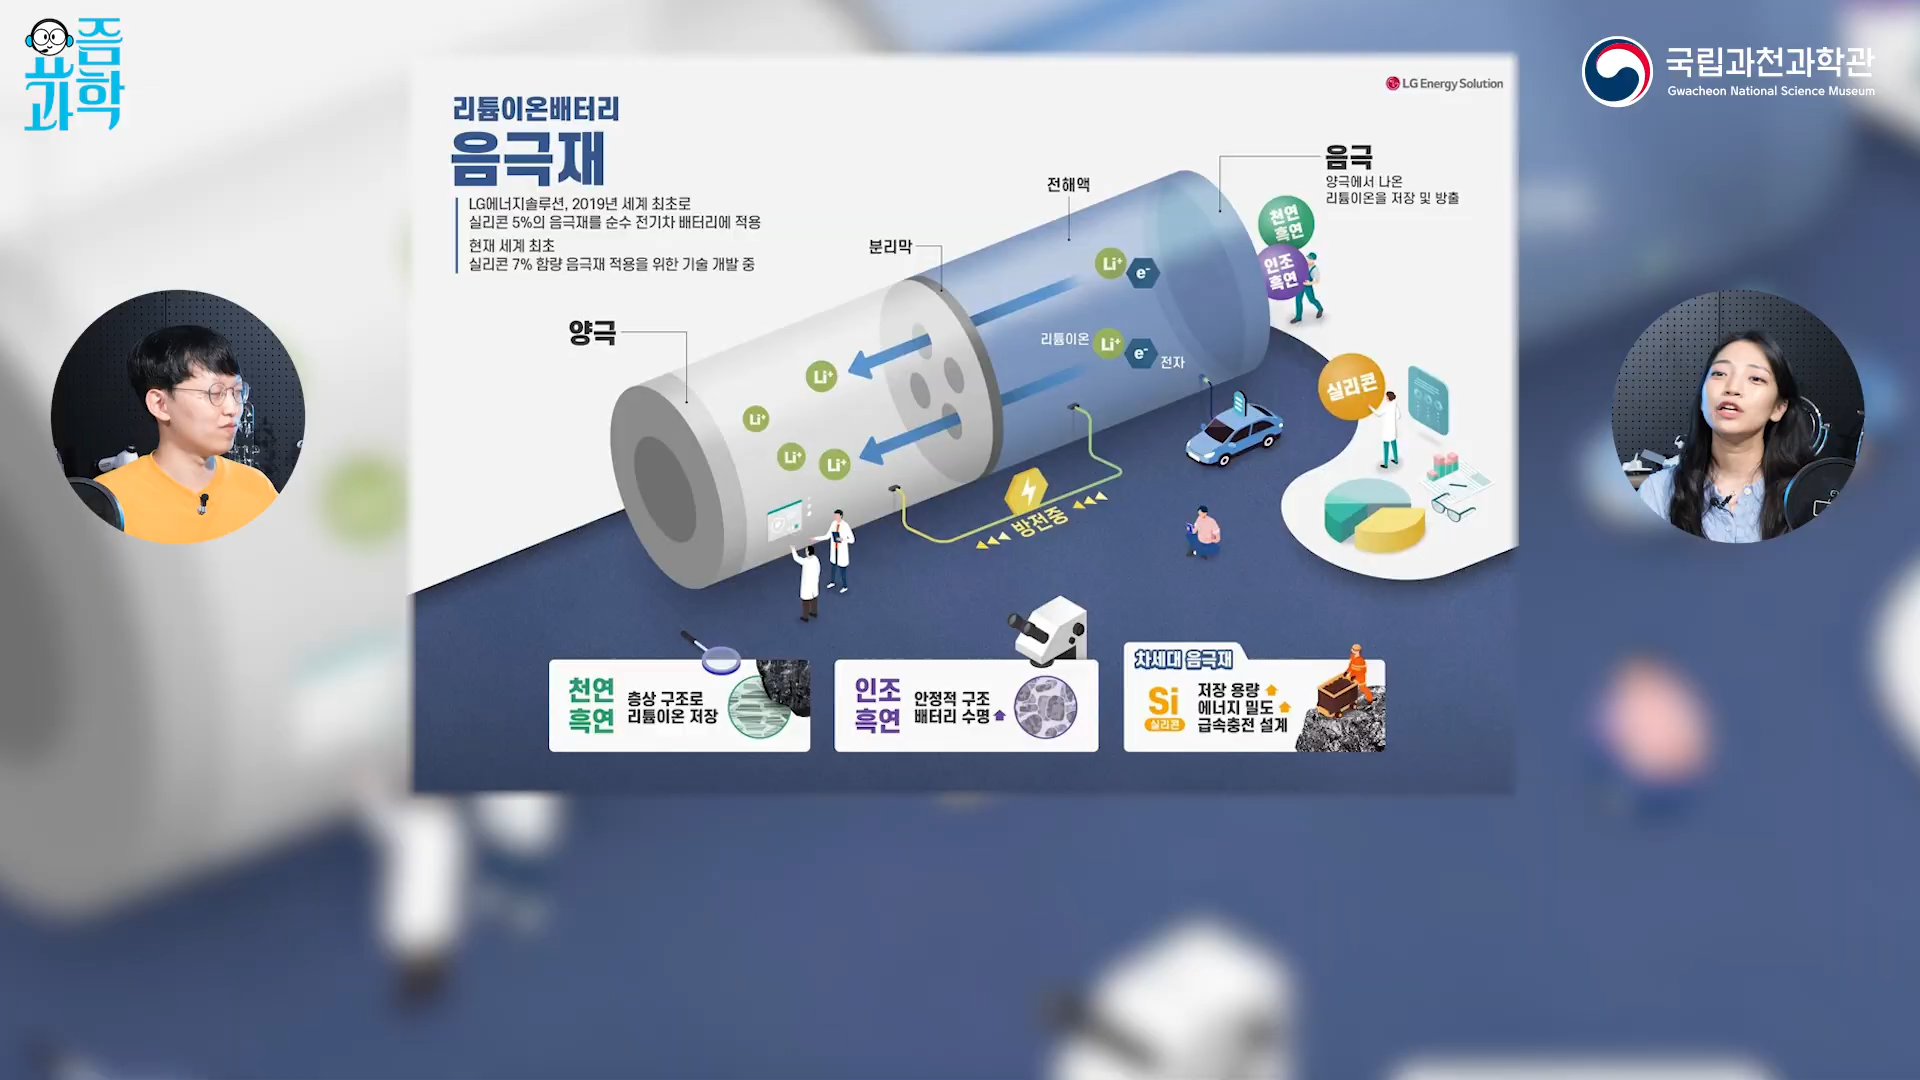 요즘과학
국립과천과학관
Gwacheon National Science Museum
LG Energy Solution
리튬이온배터리
음극재
LG에너지솔루션, 2019년 세계 최초로
실리콘 5%의 음극재를 순수 전기차 배터리에 적용
현재 세계 최초
실리콘 7% 함량 음극재 적용을 위한 기술 개발 중
음극
양극에서 나온
리튬이온을 저장 및 방출
전해액
분리막
양극
천연
흑연
인조
흑연
실리콘
Li⁺
e⁻
리튬이온
Li⁺
e⁻
전자
Li⁺
Li⁺
Li⁺
Li⁺
방전중
천연
흑연
층상 구조로
리튬이온 저장
인조
흑연
안정적 구조
배터리 수명
차세대 음극재
Si
실리콘
저장 용량
에너지 밀도
급속충전 설계